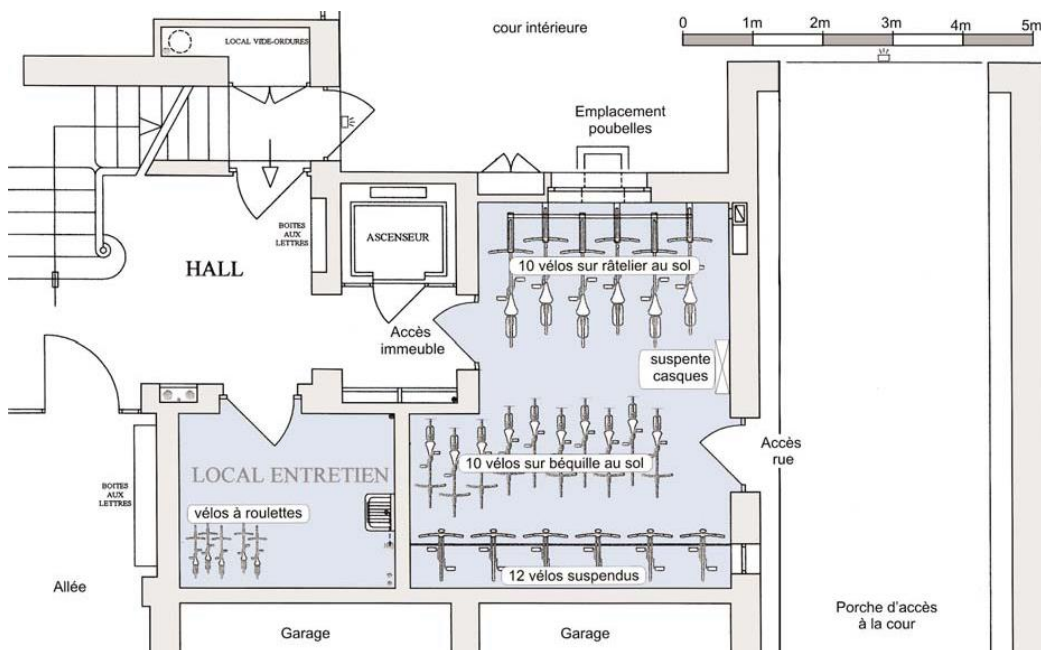 cour intérieure
0 1m 2m 3m 4m 5m
LOCAL VIDE-ORDURES
Emplacement
poubelles
BOITES
AUX
LETTRES
ASCENSEUR
HALL
10 vélos sur râtelier au sol
Accès
immeuble
suspente
casques
Accès
rue
10 vélos sur béquille au sol
LOCAL ENTRETIEN
BOITES
AUX
LETTRES
vélos à roulettes
12 vélos suspendus
Allée
Garage
Garage
Porche d'accès
à la cour